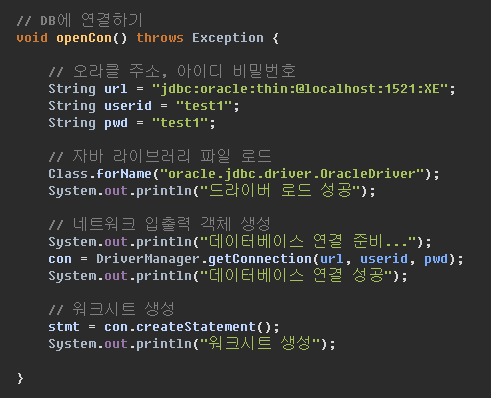 // DB에 연결하기
void openCon() throws Exception {
// 오라클 주소, 아이디 비밀번호
String url = "jdbc:oracle:thin:@localhost:1521:XE";
String userid = "test1";
String pwd = "test1";
// 자바 라이브러리 파일 로드
Class.forName("oracle.jdbc.driver.OracleDriver");
System.out.println("드라이버 로드 성공");
// 네트워크 입출력 객체 생성
System.out.println("데이터베이스 연결 준비...");
con = DriverManager.getConnection(url, userid, pwd);
System.out.println("데이터베이스 연결 성공");
// 워크시트 생성
stmt = con.createStatement();
System.out.println("워크시트 생성");
}